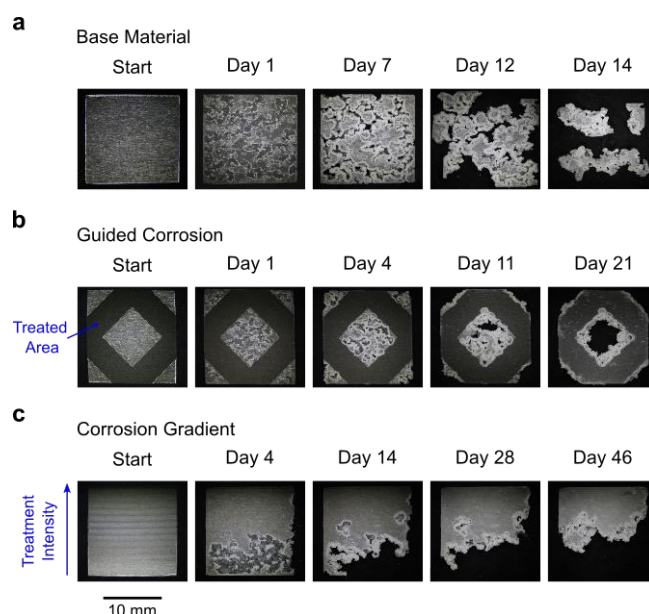 a
Base Material
Start Day 1 Day 7 Day 12 Day 14
b
Guided Corrosion
Start Day 1 Day 4 Day 11 Day 21
Treated
Area
c
Corrosion Gradient
Start Day 4 Day 14 Day 28 Day 46
Treatment
Intensity
10 mm